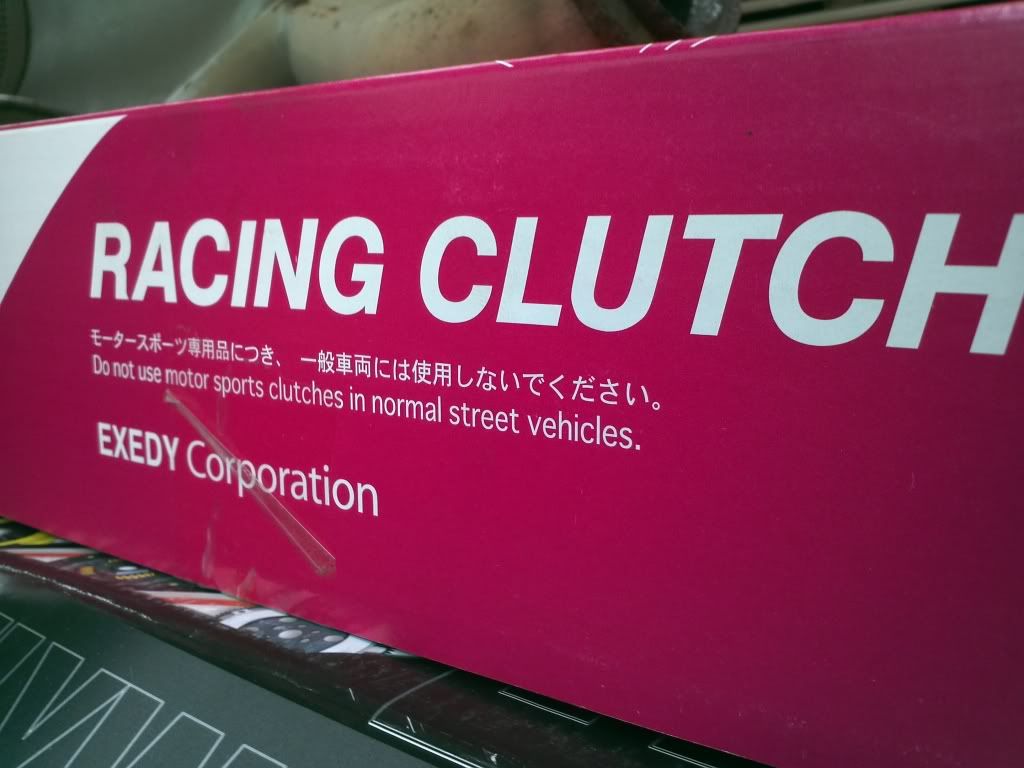 RACING CLUTCH
モータースポーツ専用品につき、一般車両には使用しないでください。
Do not use motor sports clutches in normal street vehicles.
EXEDY Corporation